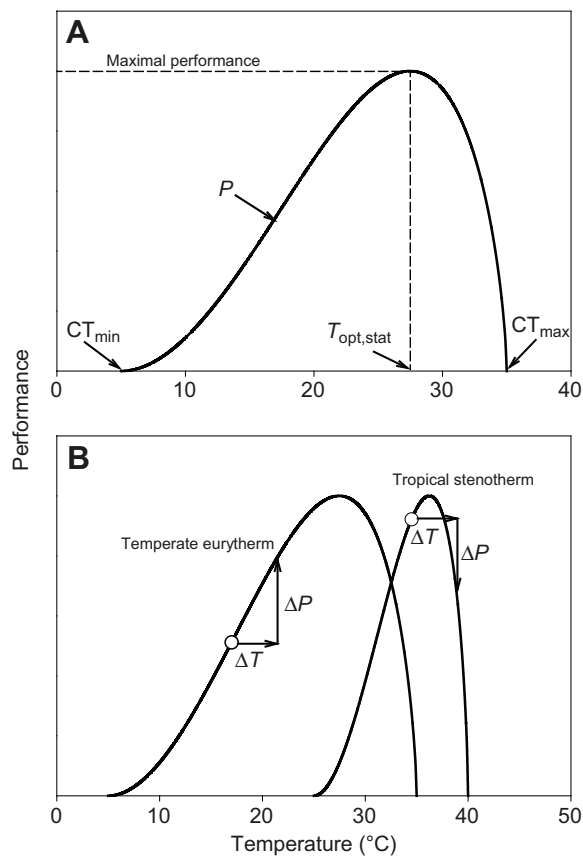 A
Maximal performance
P
CTmin
Topt,stat
CTmax
0 10 20 30 40
Performance
B
Tropical stenotherm
Temperate eurytherm
ΔT
ΔP
ΔP
ΔT
0 10 20 30 40 50
Temperature (°C)